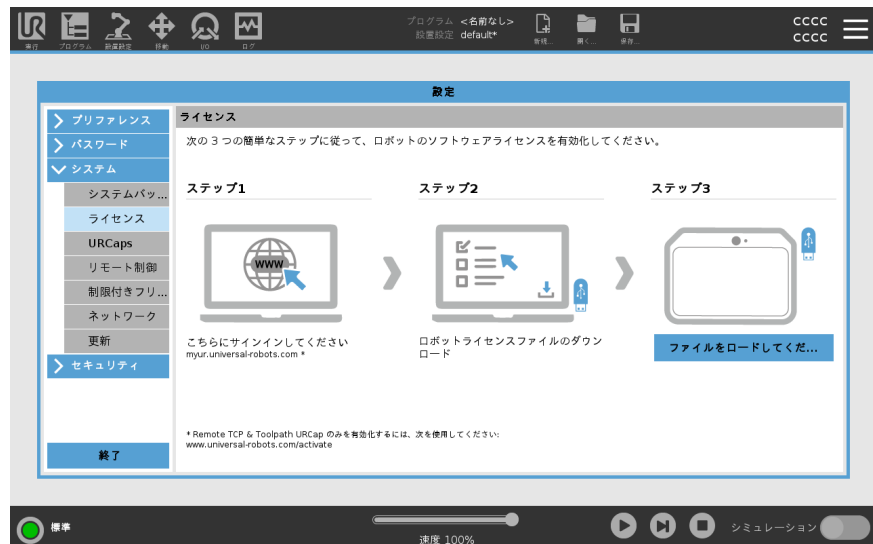 プログラム <名前なし>
設置設定 default*
実行
プログラム
設置設定
移動
I/O
ログ
新規...
開く...
保存...
CCCC
CCCC
設定
プリファレンス
パスワード
システム
システムバッ...
ライセンス
URCaps
リモート制御
制限付きフリ...
ネットワーク
更新
セキュリティ
終了
ライセンス
次の 3 つの簡単なステップに従って、ロボットのソフトウェアライセンスを有効化してください。
ステップ1
WWW
こちらにサインインしてください
myur.universal-robots.com *
ステップ2
ロボットライセンスファイルのダウン
ロード
ステップ3
ファイルをロードしてくだ...
* Remote TCP & Toolpath URCap のみを有効化するには、次を使用してください:
www.universal-robots.com/activate
標準
速度 100%
シミュレーション